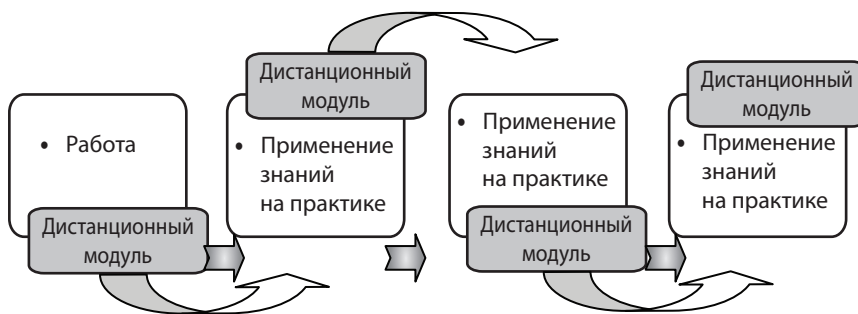 • Работа
Дистанционный
модуль
Дистанционный
модуль
• Применение
знаний
на практике
• Применение
знаний
на практике
Дистанционный
модуль
Дистанционный
модуль
• Применение
знаний
на практике